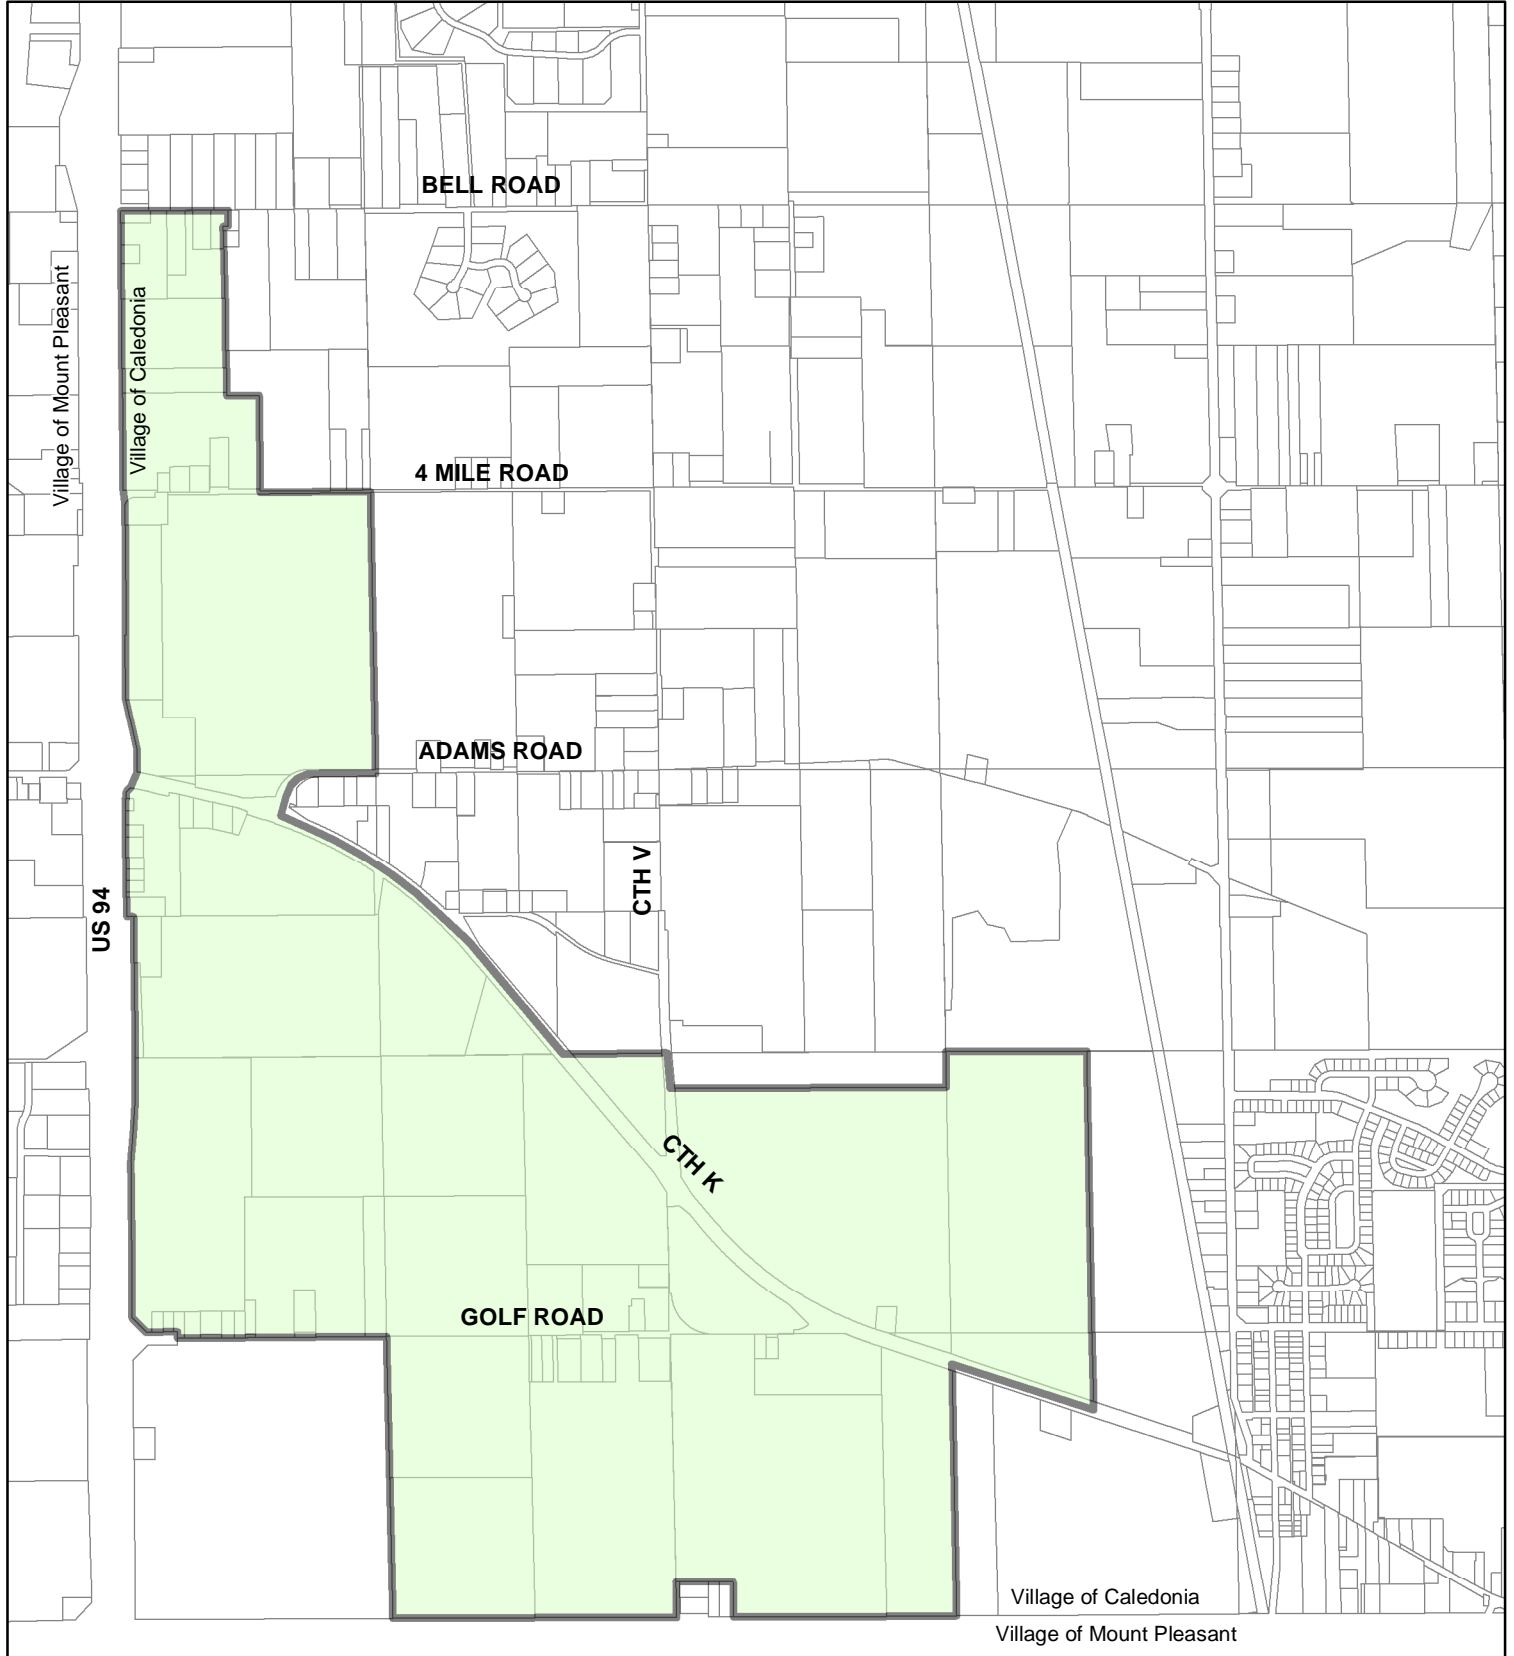 BELL ROAD
Village of Mount Pleasant
Village of Caledonia
4 MILE ROAD
ADAMS ROAD
CTH V
US 94
CTH K
GOLF ROAD
Village of Caledonia
Village of Mount Pleasant